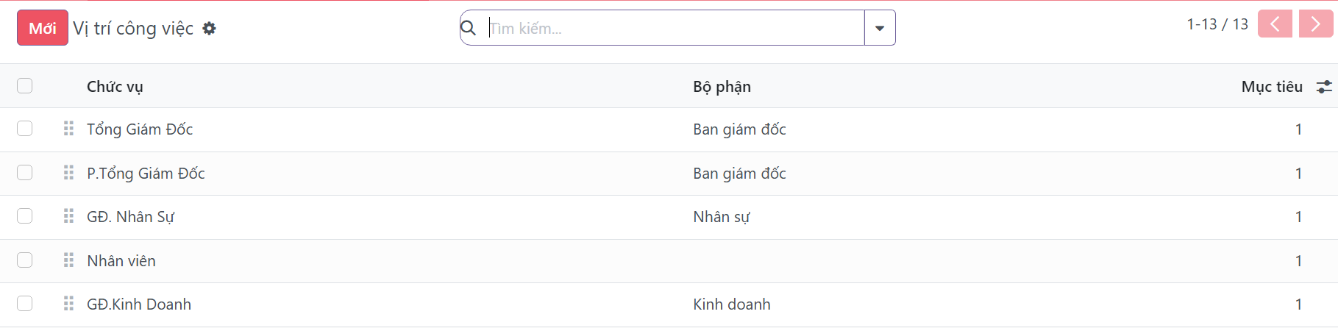 Mới Vị trí công việc Tìm kiếm... 1-13 / 13
Chức vụ Bộ phận Mục tiêu
Tổng Giám Đốc Ban giám đốc 1
P.Tổng Giám Đốc Ban giám đốc 1
GĐ. Nhân Sự Nhân sự 1
Nhân viên 1
GĐ.Kinh Doanh Kinh doanh 1